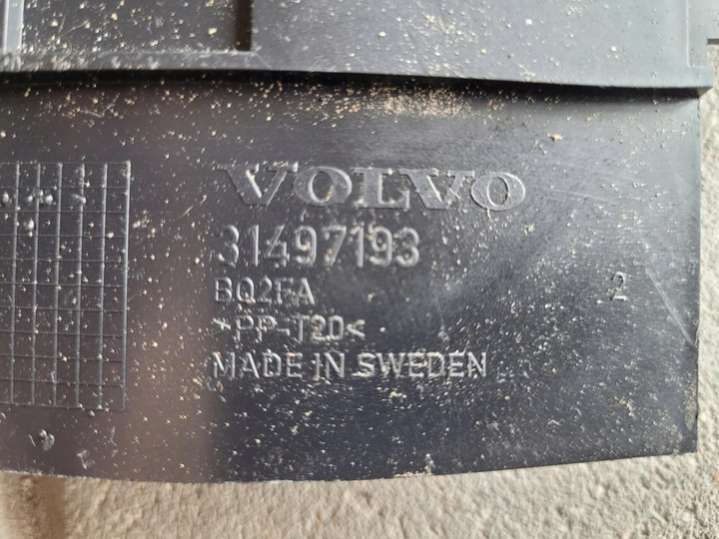 VOLVO
31497193
BQ2FA
>PP-T20<
MADE IN SWEDEN
2